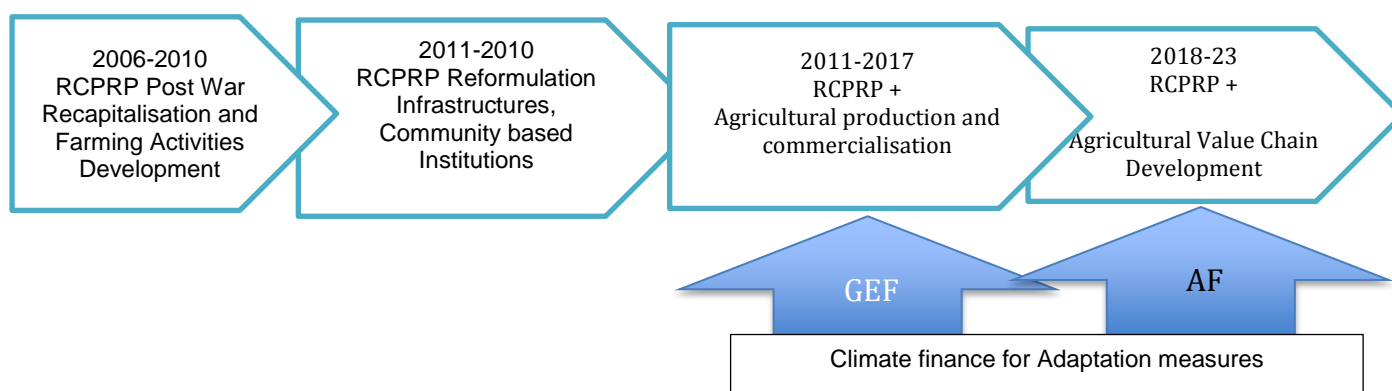 2006-2010
RCPRP Post War
Recapitalisation and
Farming Activities
Development
2011-2010
RCPRP Reformulation
Infrastructures,
Community based
Institutions
2011-2017
RCPRP +
Agricultural production and
commercialisation
2018-23
RCPRP +
Agricultural Value Chain
Development
GEF
AF
Climate finance for Adaptation measures